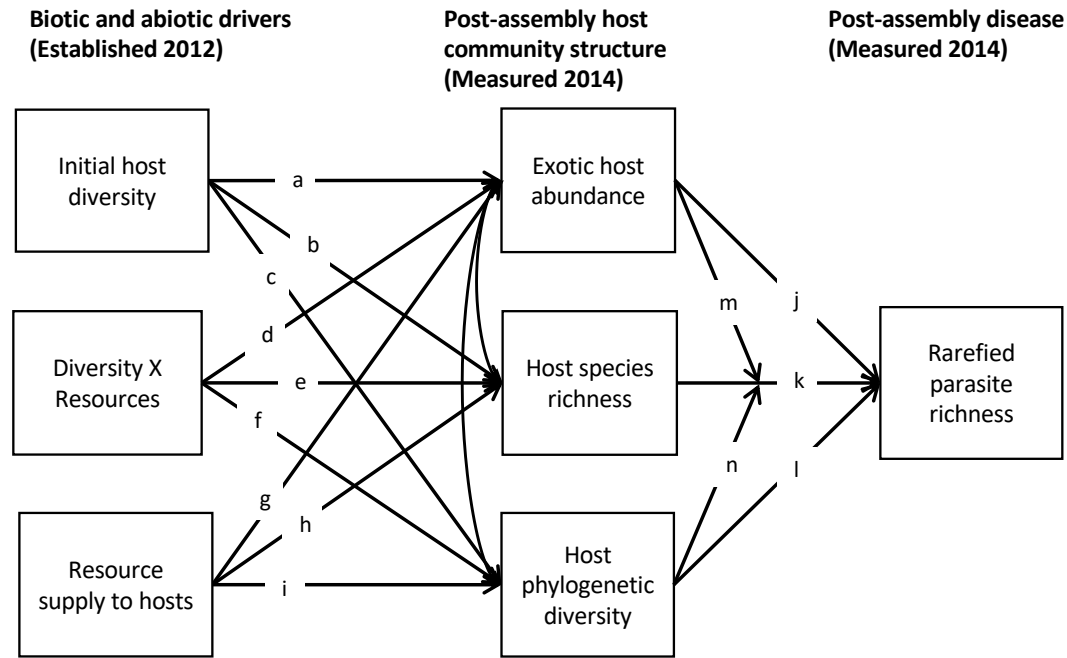 Biotic and abiotic drivers
(Established 2012)
Post-assembly host
community structure
(Measured 2014)
Post-assembly disease
(Measured 2014)
Initial host
diversity
Diversity X
Resources
Resource
supply to hosts
a
b
c
d
e
f
g
h
i
Exotic host
abundance
Host species
richness
Host
phylogenetic
diversity
m
j
k
n
l
Rarefied
parasite
richness